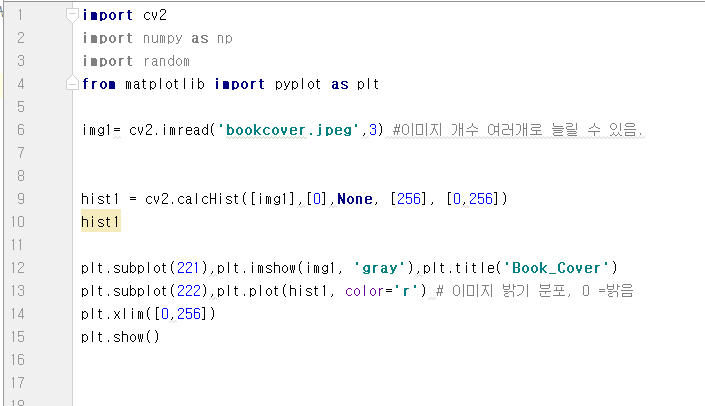 1 import cv2
2 import numpy as np
3 import random
4 from matplotlib import pyplot as plt
5
6 img1= cv2.imread('bookcover.jpeg',3) #이미지 개수 여러개로 늘릴 수 있음.
7
8
9 hist1 = cv2.calcHist([img1],[0],None, [256], [0,256])
10 hist1
11
12 plt.subplot(221),plt.imshow(img1, 'gray'),plt.title('Book_Cover')
13 plt.subplot(222),plt.plot(hist1, color='r') # 이미지 밝기 분포, 0 =밝음
14 plt.xlim([0,256])
15 plt.show()
16
17
18